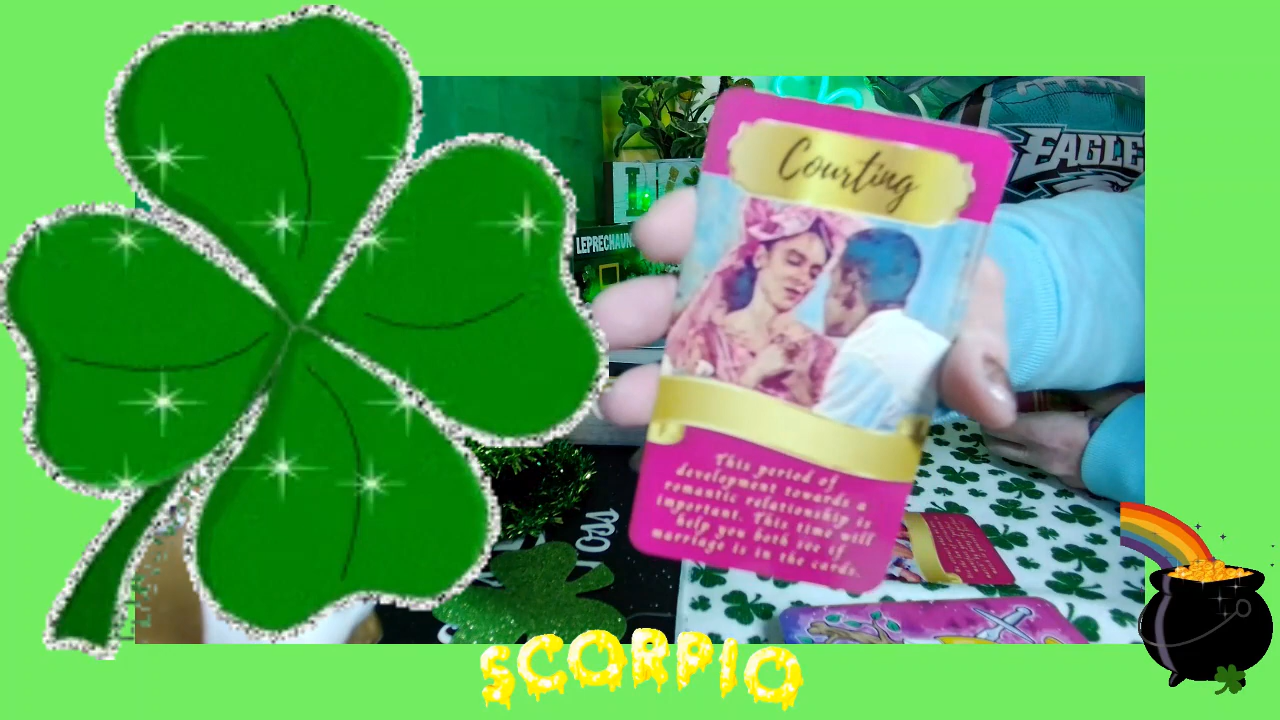 Courting
EAGLE
LEPRECHAUN
This period of
development towards a
romantic relationship is
important. This time will
help you both see if
marriage is in the cards.
SCORPIO